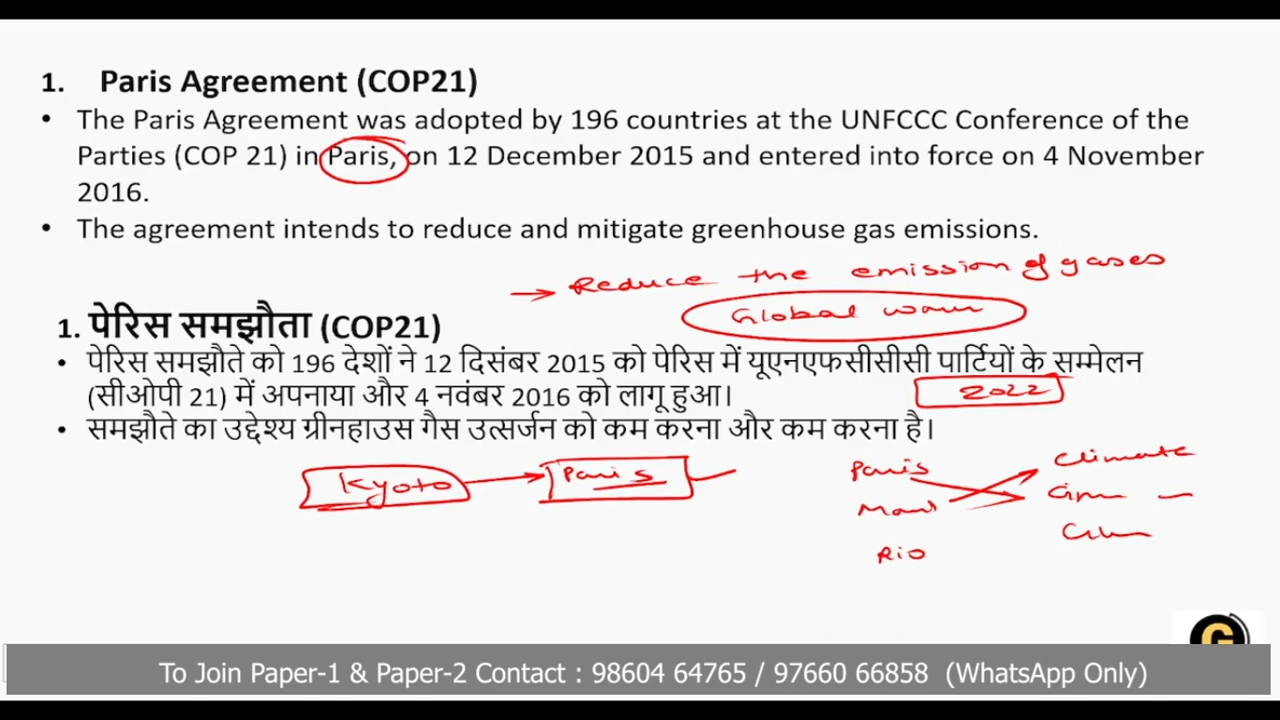 1. Paris Agreement (COP21)
• The Paris Agreement was adopted by 196 countries at the UNFCCC Conference of the
Parties (COP 21) in Paris, on 12 December 2015 and entered into force on 4 November
2016.
• The agreement intends to reduce and mitigate greenhouse gas emissions.
→ Reduce the emission of gases
Global warm
1. पेरिस समझौता (COP21)
• पेरिस समझौते को 196 देशों ने 12 दिसंबर 2015 को पेरिस में यूएनएफसीसीसी पार्टियों के सम्मेलन
(सीओपी 21) में अपनाया और 4 नवंबर 2016 को लागू हुआ।
2022
• समझौते का उद्देश्य ग्रीनहाउस गैस उत्सर्जन को कम करना और कम करना है।
Kyoto → Paris
Paris Climate
Rio
G
To Join Paper-1 & Paper-2 Contact : 98604 64765 / 97660 66858 (WhatsApp Only)